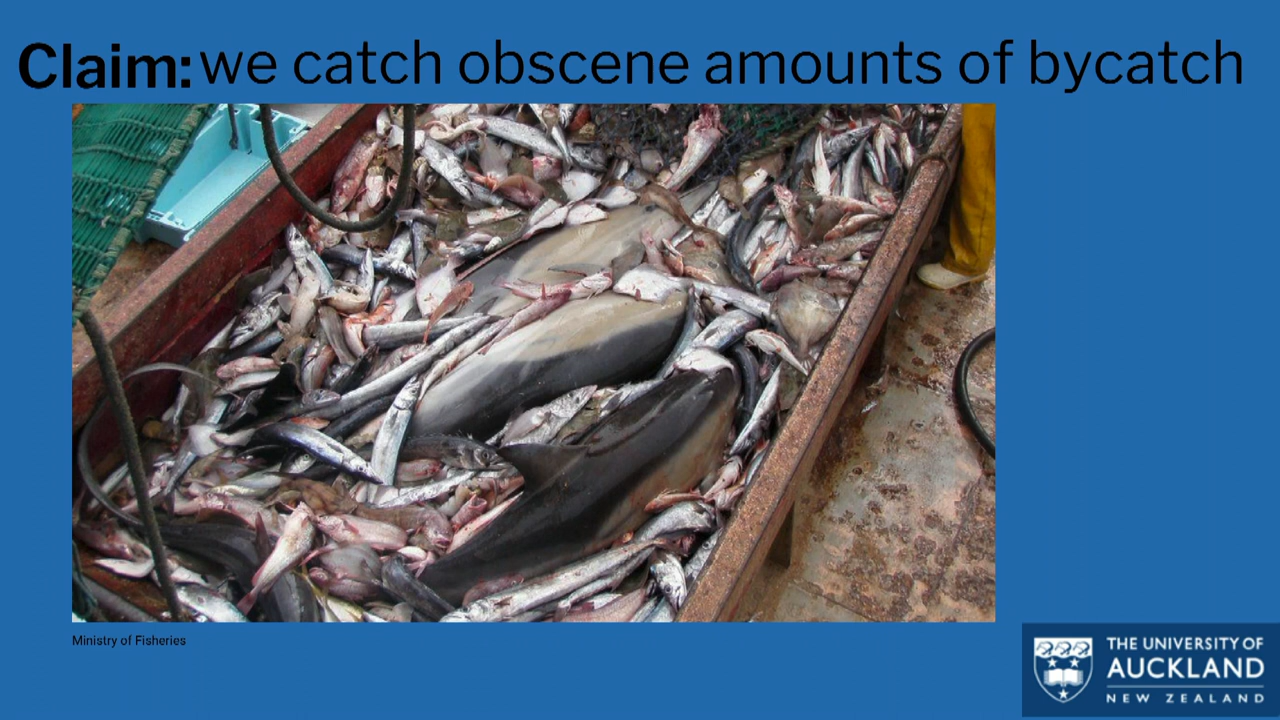 Claim: we catch obscene amounts of bycatch
Ministry of Fisheries
THE UNIVERSITY OF
AUCKLAND
NEW ZEALAND